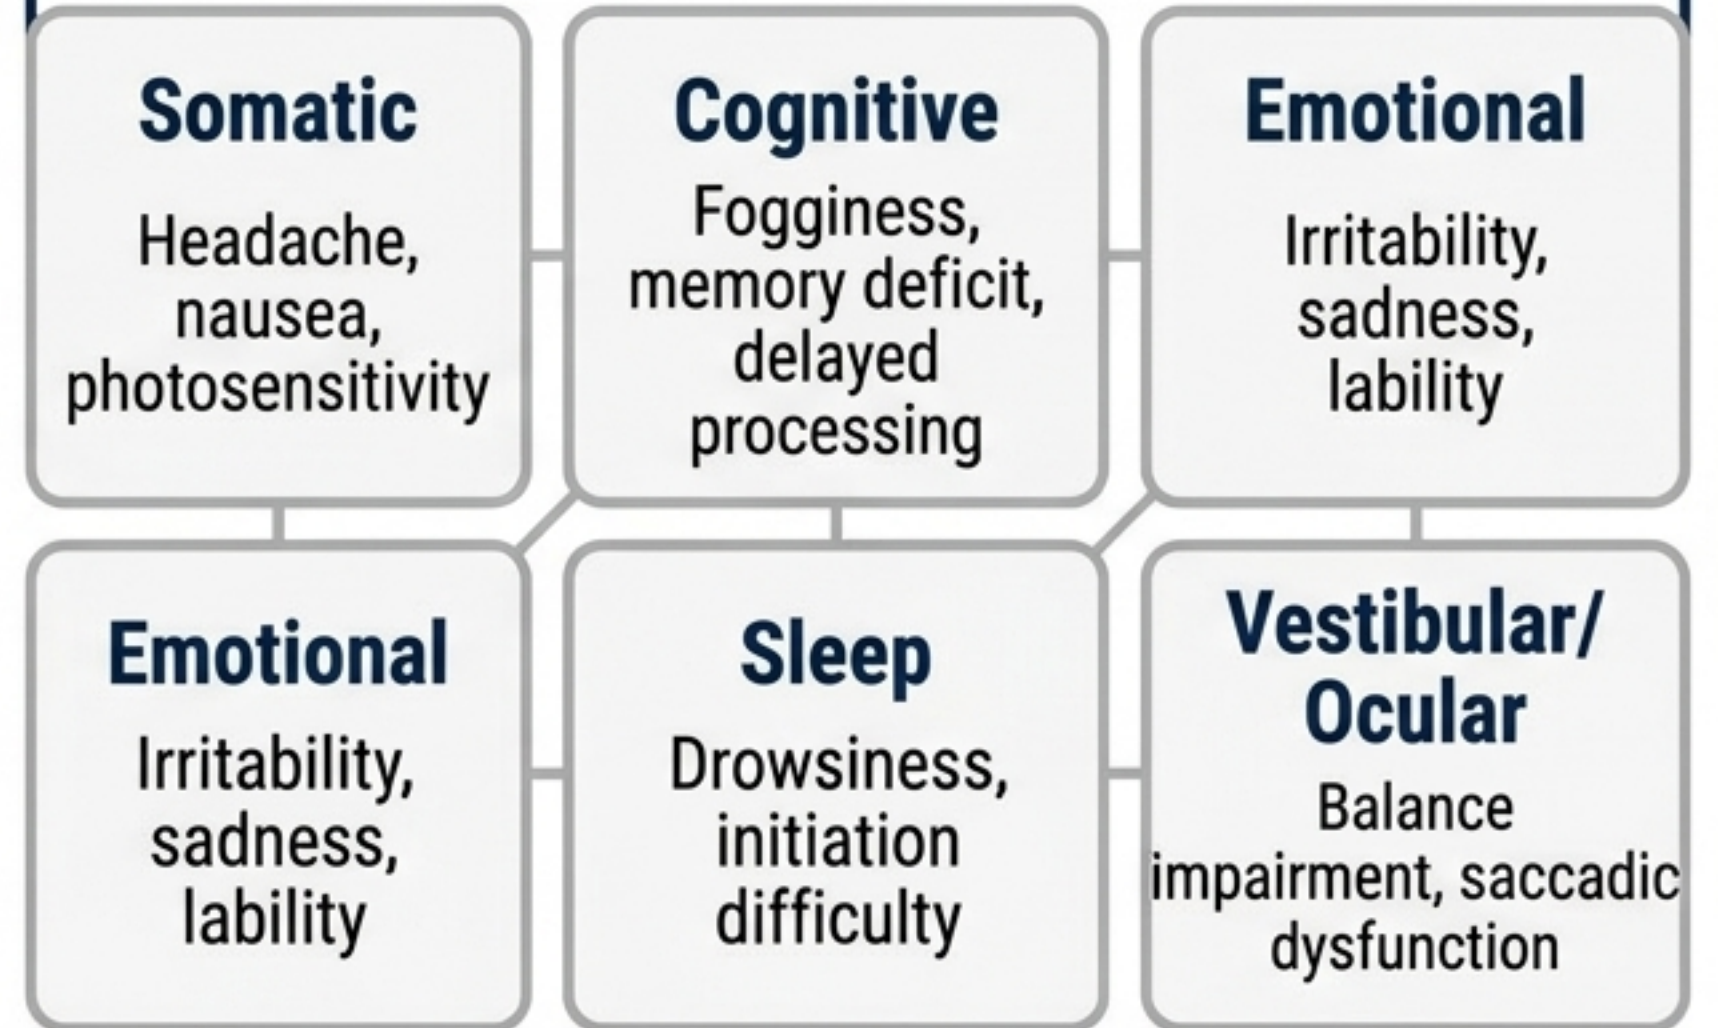 Somatic
Headache,
nausea,
photosensitivity
Cognitive
Fogginess,
memory deficit,
delayed
processing
Emotional
Irritability,
sadness,
lability
Emotional
Irritability,
sadness,
lability
Sleep
Drowsiness,
initiation
difficulty
Vestibular/
Ocular
Balance
impairment, saccadic
dysfunction